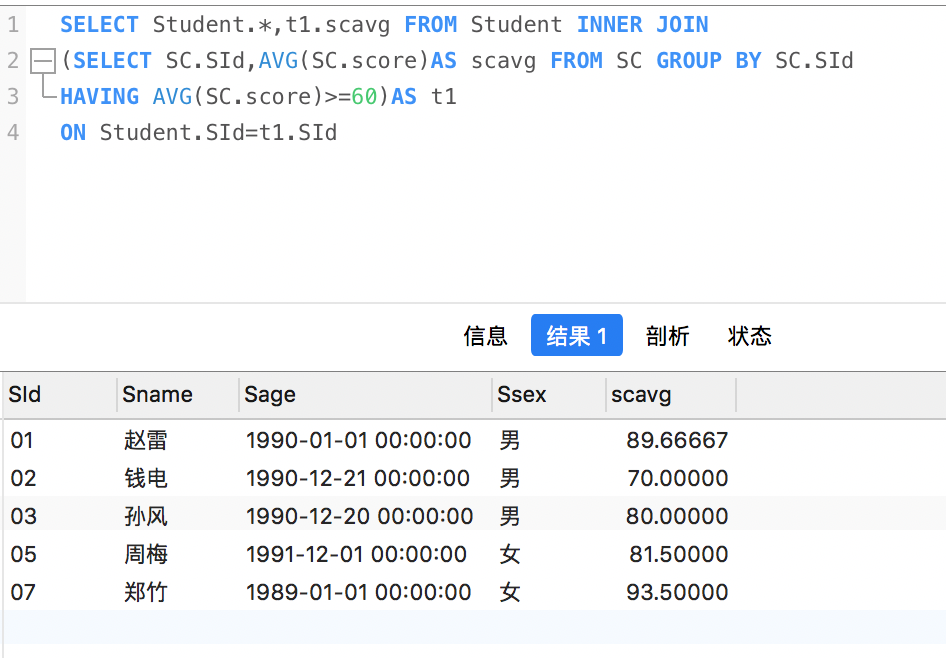 1 SELECT Student.*,t1.scavg FROM Student INNER JOIN
2 (SELECT SC.SId,AVG(SC.score)AS scavg FROM SC GROUP BY SC.SId
3 HAVING AVG(SC.score)>=60)AS t1
4 ON Student.SId=t1.SId
信息 结果 1 剖析 状态
SId Sname Sage Ssex scavg
01 赵雷 1990-01-01 00:00:00 男 89.66667
02 钱电 1990-12-21 00:00:00 男 70.00000
03 孙风 1990-12-20 00:00:00 男 80.00000
05 周梅 1991-12-01 00:00:00 女 81.50000
07 郑竹 1989-01-01 00:00:00 女 93.50000